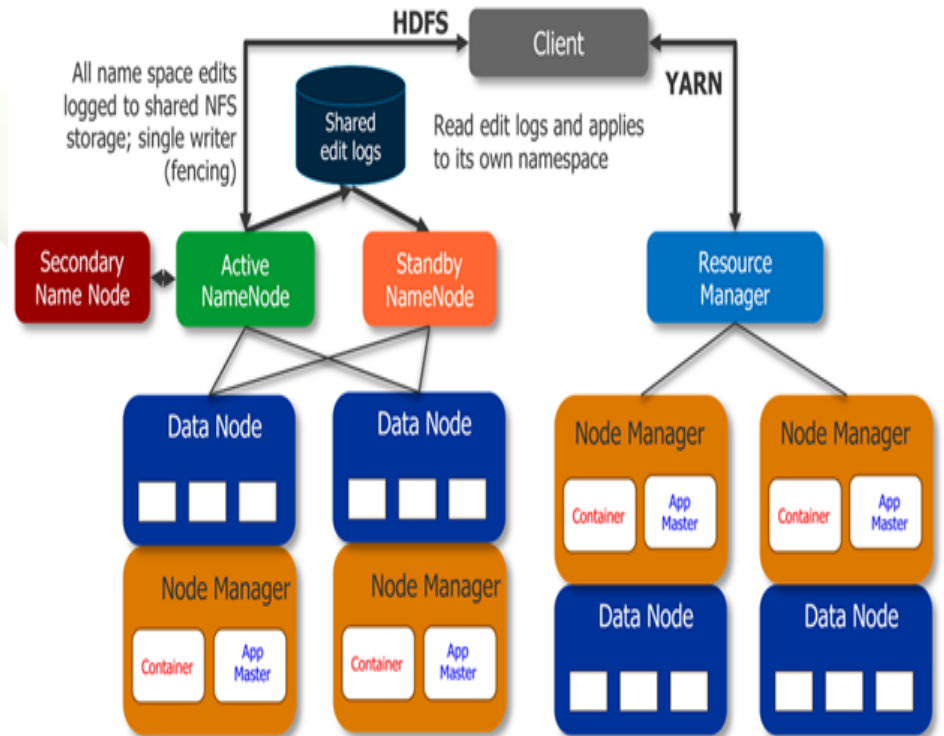 HDFS
Client
YARN
All name space edits
logged to shared NFS
storage; single writer
(fencing)
Shared
edit logs
Read edit logs and applies
to its own namespace
Secondary
Name Node
Active
NameNode
Standby
NameNode
Resource
Manager
Data Node
Data Node
Node Manager
Container
App
Master
Node Manager
Container
App
Master
Node Manager
Container
App
Master
Node Manager
Container
App
Master
Data Node
Data Node